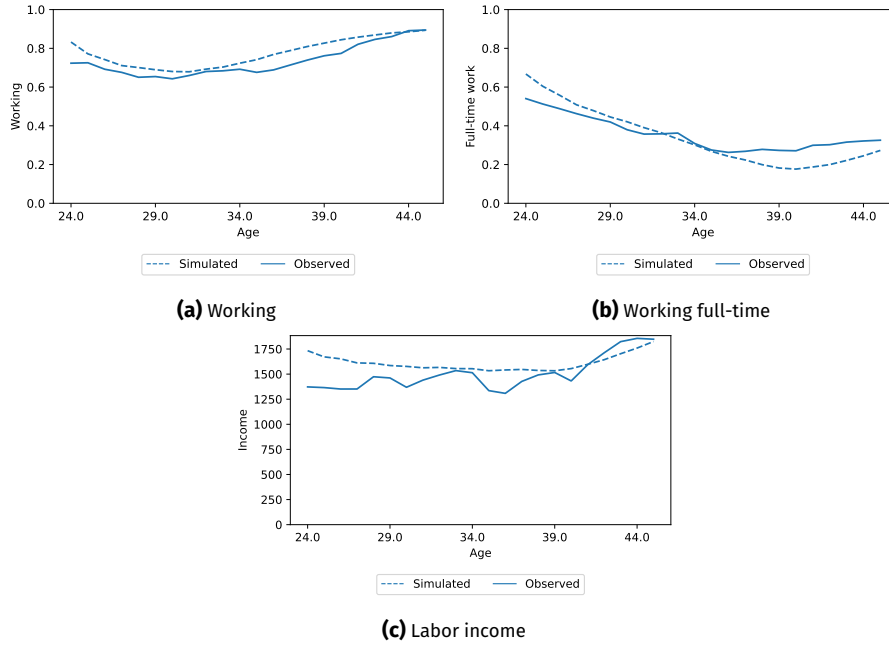 1.0
0.8
0.6
0.4
0.2
0.0
Working
24.0 29.0 34.0 39.0 44.0
Age
Simulated Observed
(a) Working
1.0
0.8
0.6
0.4
0.2
0.0
Full-time work
24.0 29.0 34.0 39.0 44.0
Age
Simulated Observed
(b) Working full-time
1750
1500
1250
1000
750
500
250
0
Income
24.0 29.0 34.0 39.0 44.0
Age
Simulated Observed
(c) Labor income